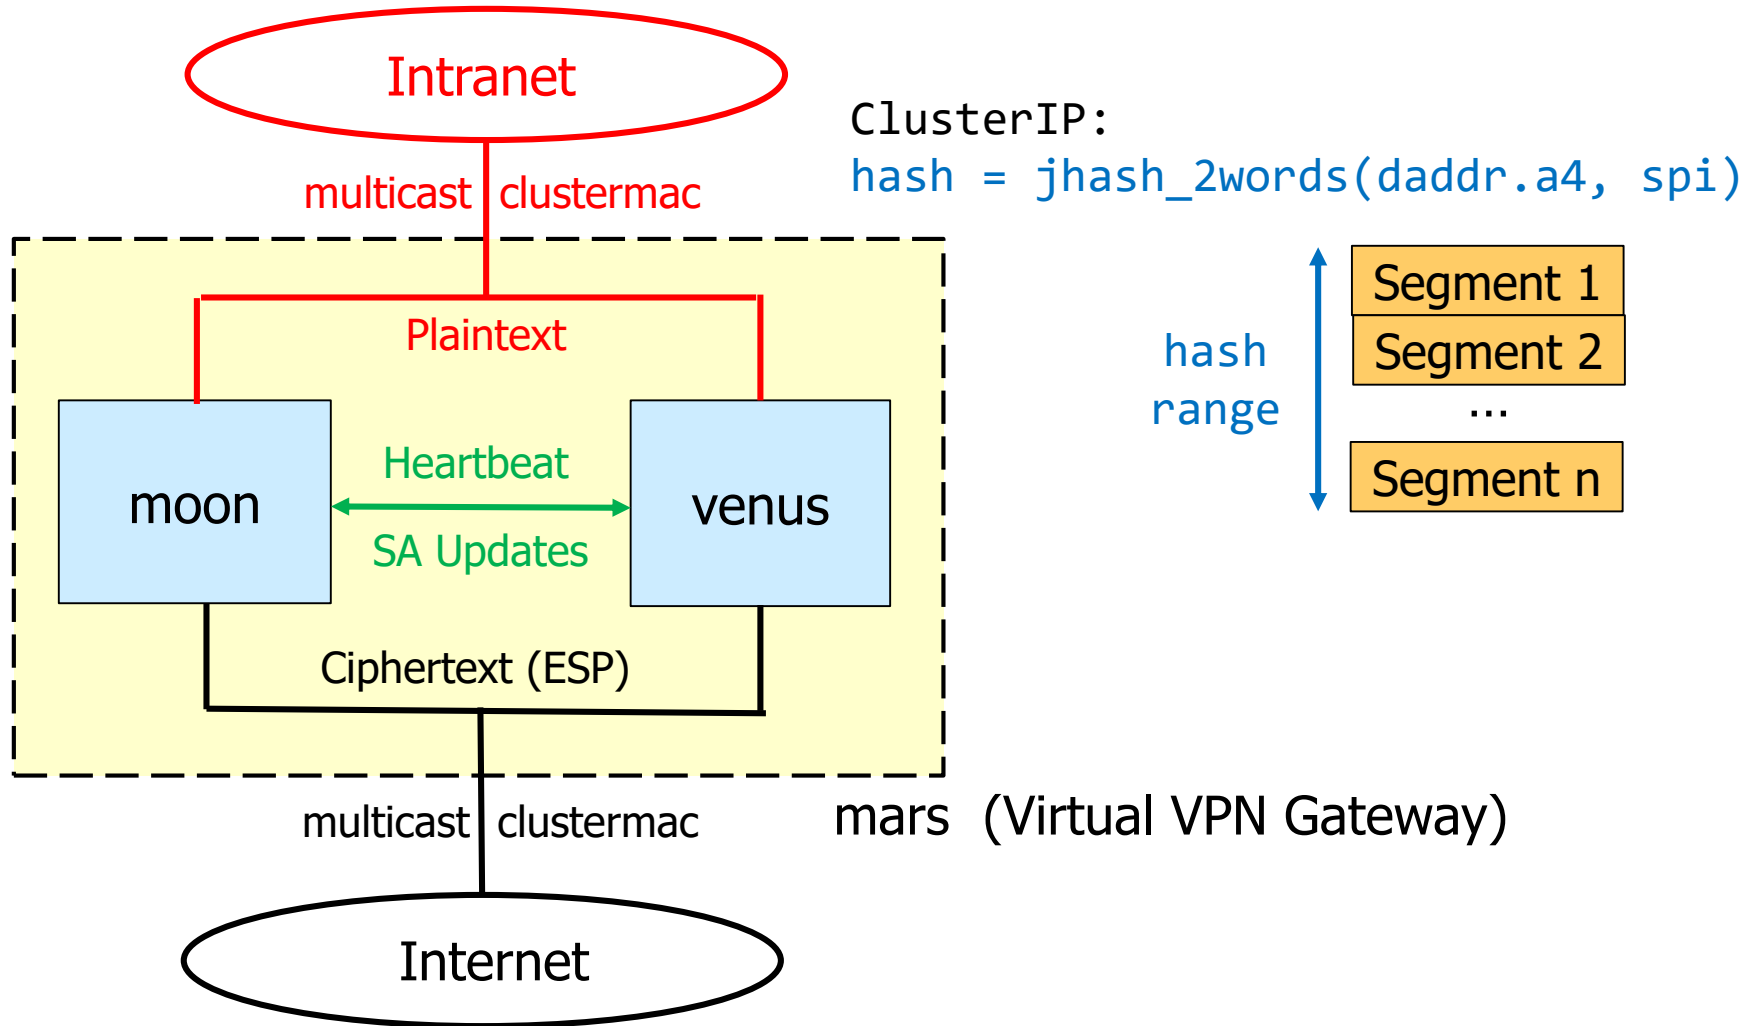 Intranet
ClusterIP:
hash = jhash_2words(daddr.a4, spi)
multicast clustermac
Plaintext
Segment 1
Segment 2
...
Segment n
hash
range
moon
Heartbeat
SA Updates
venus
Ciphertext (ESP)
mars (Virtual VPN Gateway)
multicast clustermac
Internet